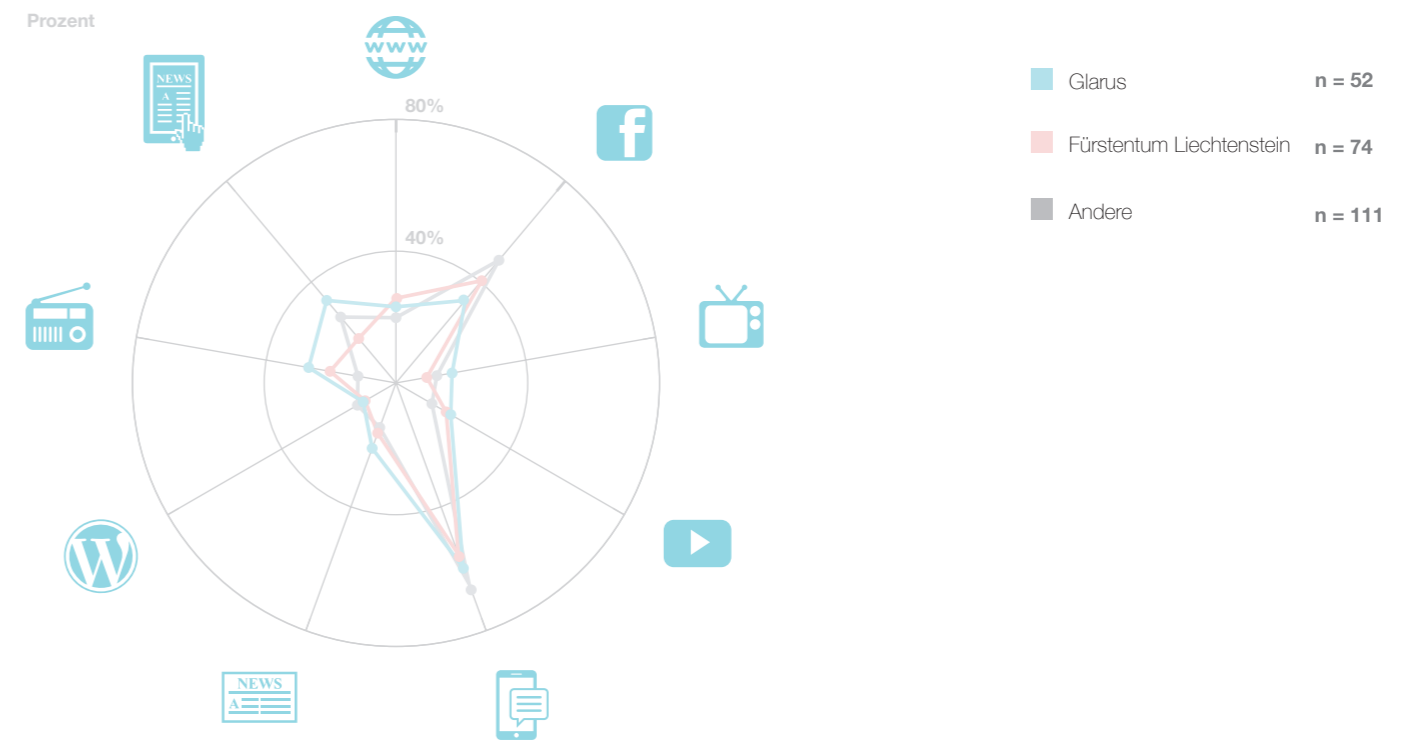 Prozent
www
NEWS
A
80%
f
40%
W
NEWS
A
Glarus n = 52
Fürstentum Liechtenstein n = 74
Andere n = 111